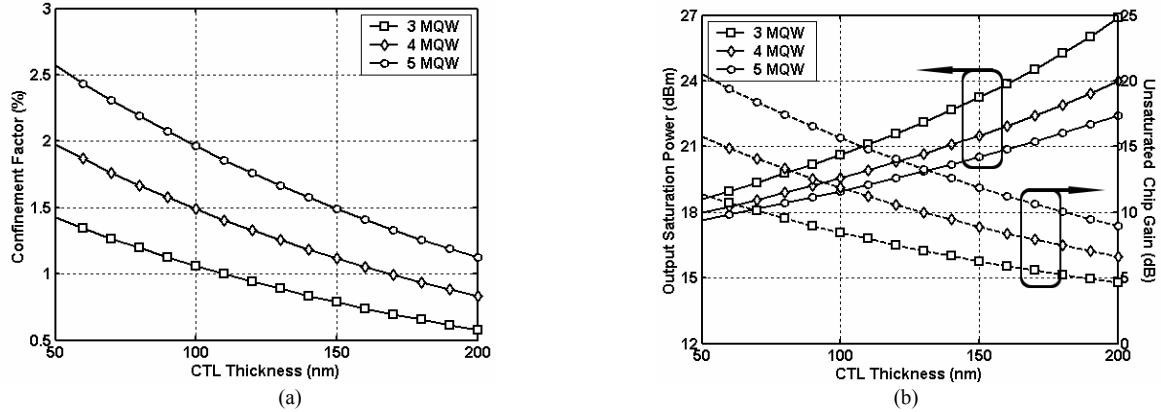 3
2.5
2
1.5
1
0.5
50
100
150
200
Confinement Factor (%)
CTL Thickness (nm)
3 MQW
4 MQW
5 MQW
(a)
27
24
21
18
15
12
50
100
150
200
25
20
15
10
5
0
Output Saturation Power (dBm)
CTL Thickness (nm)
Unsaturated Chip Gain
(dB)
3 MQW
4 MQW
5 MQW
(b)